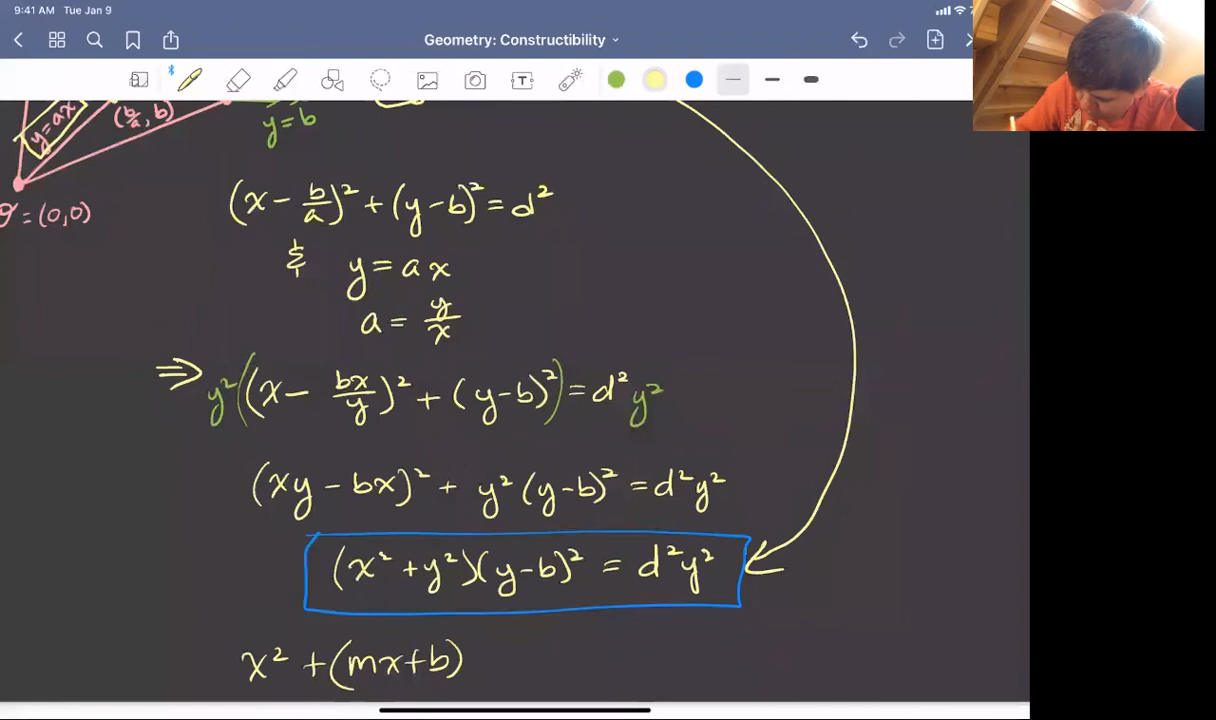 9:41 AM Tue Jan 9
Geometry: Constructibility
y = ax
(b/a, b)
y = b
𝒪 = (0,0)
(x - b/a)² + (y - b)² = d²
& y = ax
a = y/x
⇒ y²((x - bx/y)² + (y - b)²) = d²y²
(xy - bx)² + y²(y - b)² = d²y²
(x² + y²)(y - b)² = d²y²
x² + (mx + b)